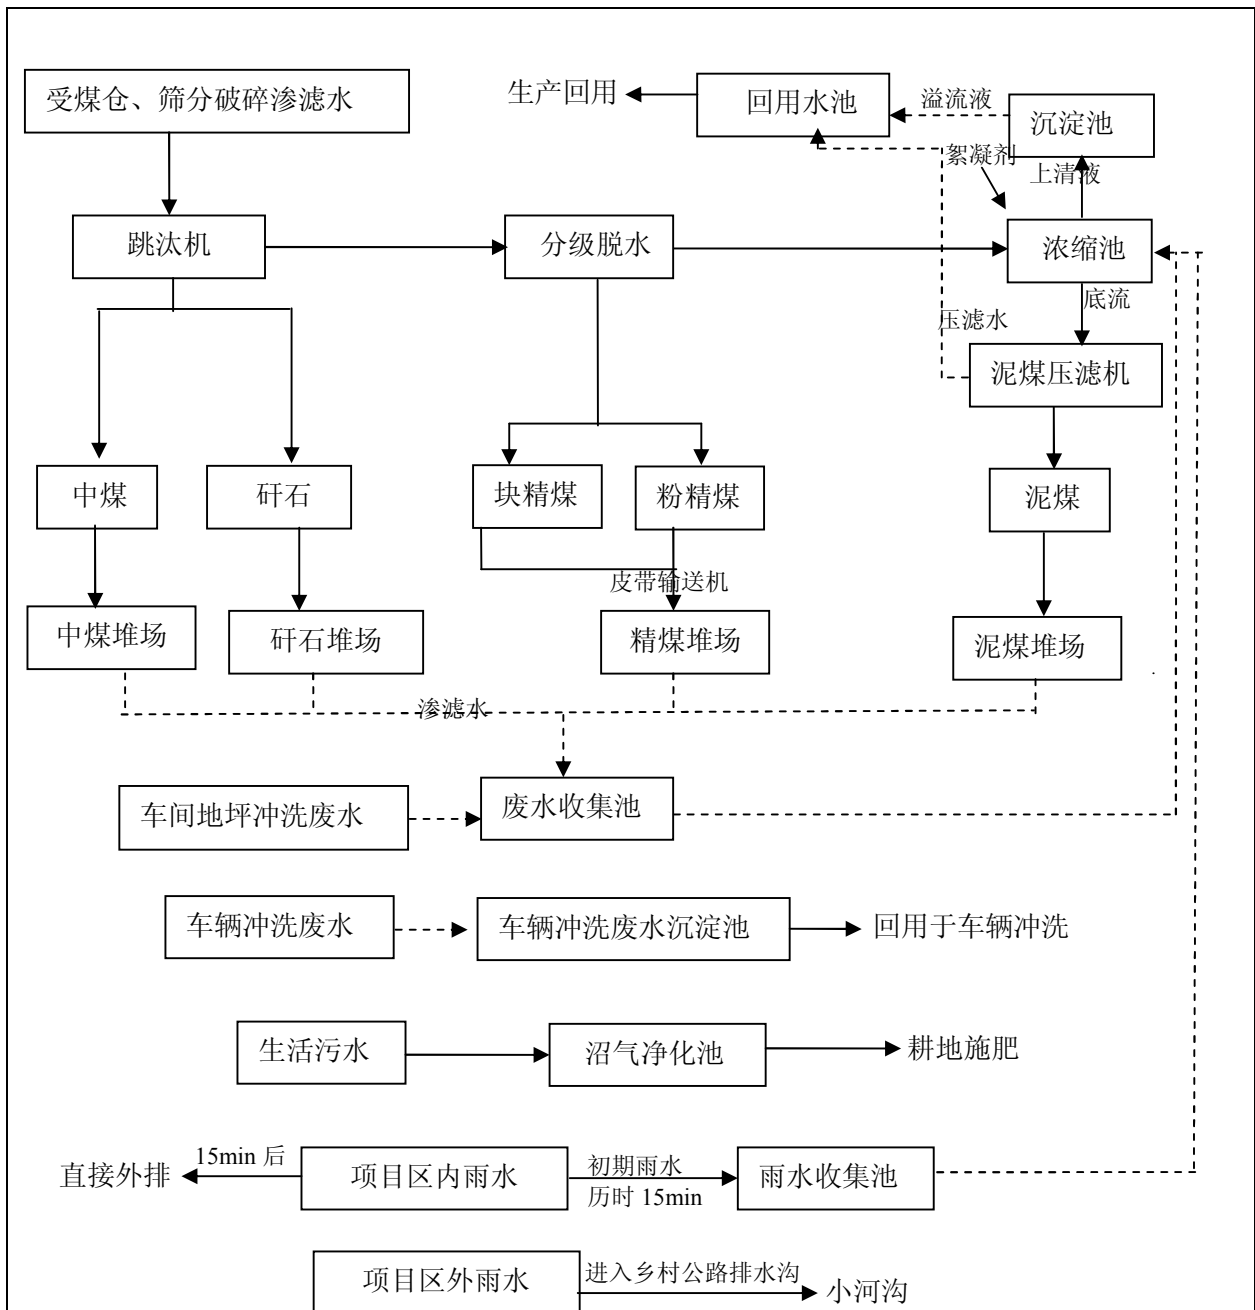 受煤仓、筛分破碎渗滤水
生产回用
回用水池
溢流液
沉淀池
絮凝剂
上清液
跳汰机
分级脱水
浓缩池
底流
压滤水
泥煤压滤机
中煤
矸石
块精煤
粉精煤
泥煤
皮带输送机
中煤堆场
矸石堆场
精煤堆场
泥煤堆场
渗滤水
车间地坪冲洗废水
废水收集池
车辆冲洗废水
车辆冲洗废水沉淀池
回用于车辆冲洗
生活污水
沼气净化池
耕地施肥
直接外排
15min 后
项目区内雨水
初期雨水
历时 15min
雨水收集池
项目区外雨水
进入乡村公路排水沟
小河沟